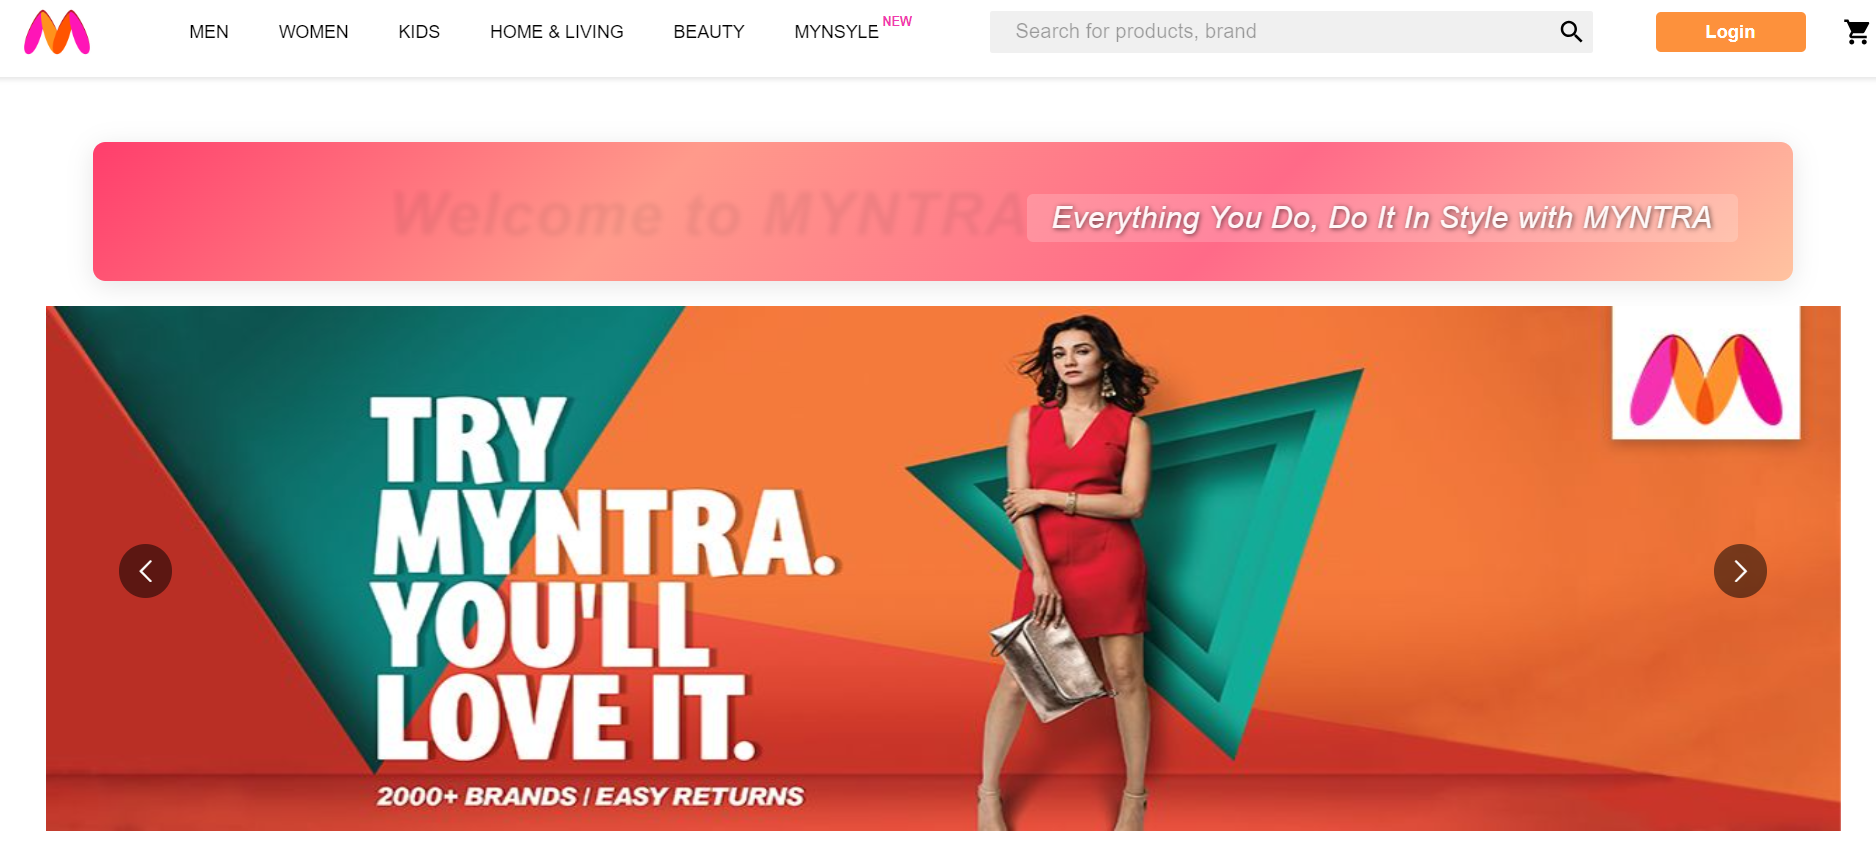 MEN WOMEN KIDS HOME & LIVING BEAUTY MYNSYLE NEW Search for products, brand Login
Welcome to MYNTRA
Everything You Do, Do It In Style with MYNTRA
TRY
MYNTRA.
YOU'LL
LOVE IT.
2000+ BRANDS / EASY RETURNS